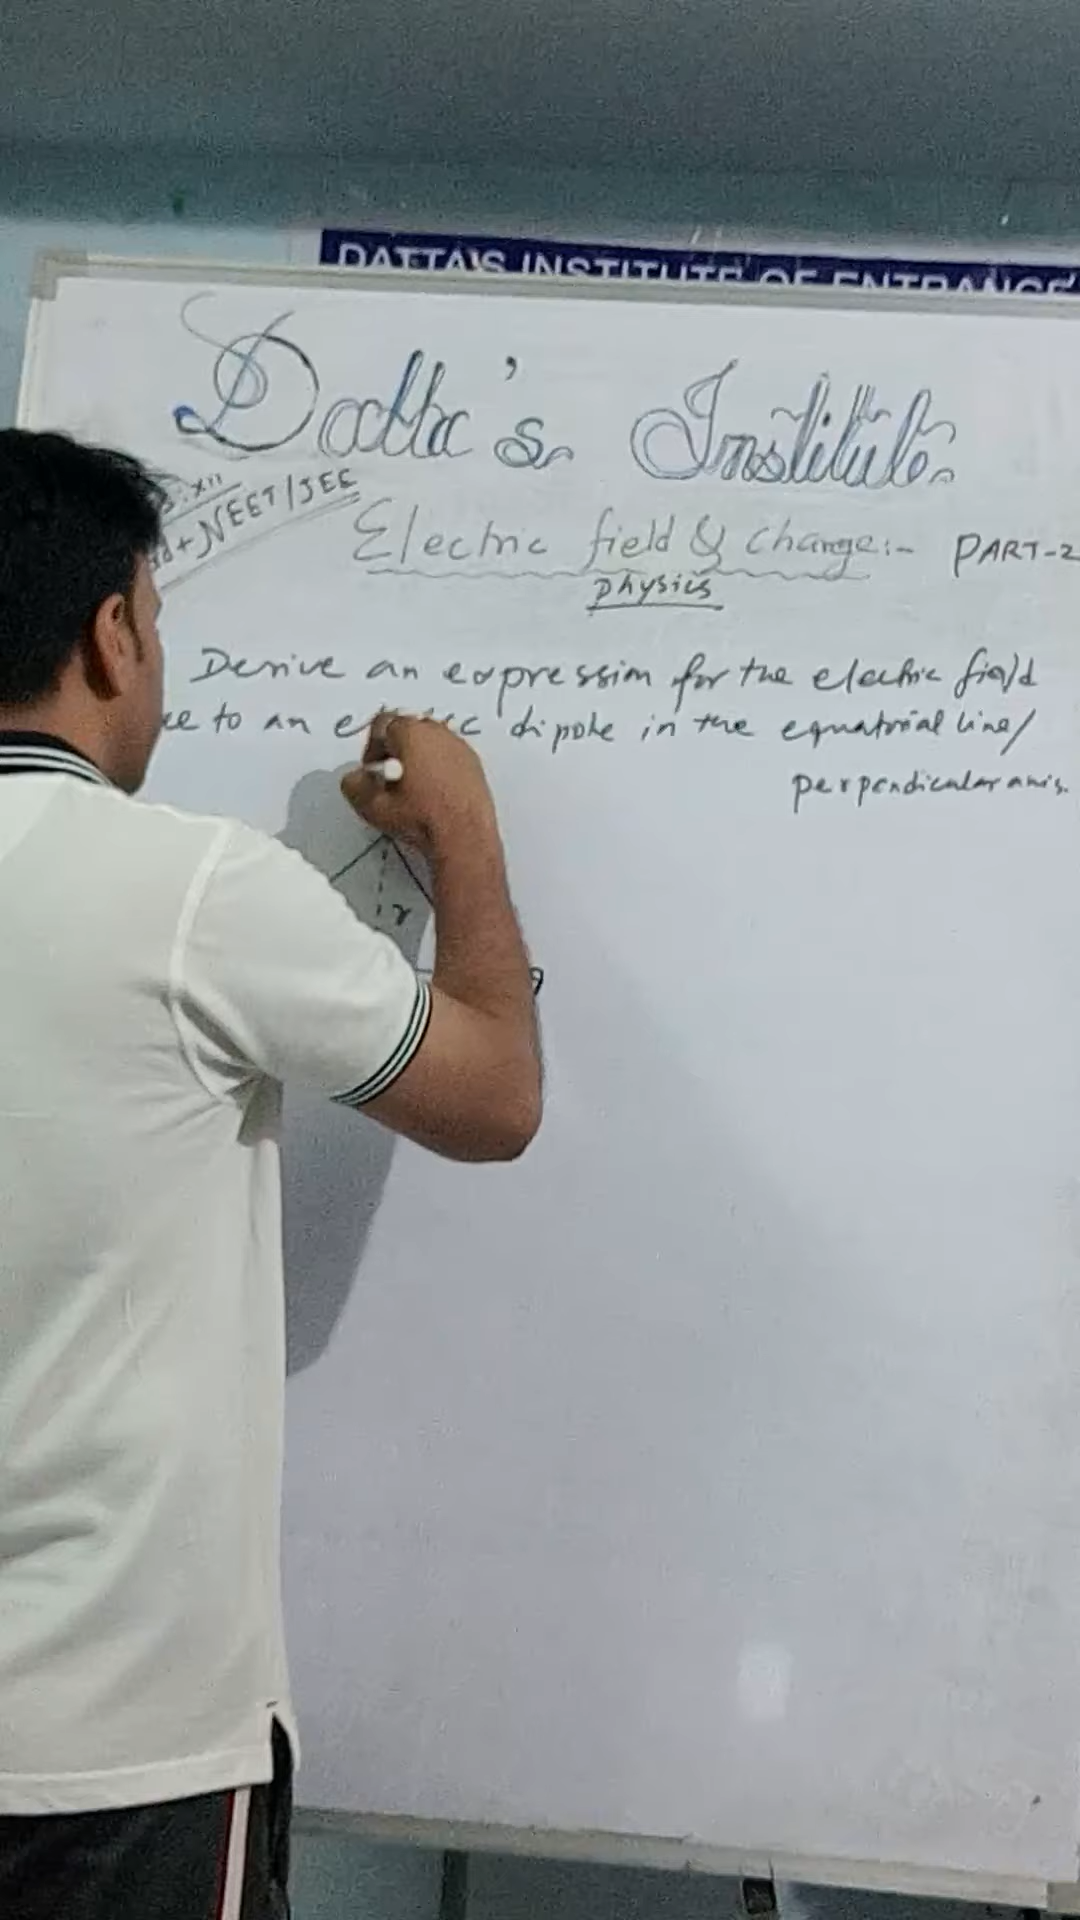 DATTA'S INSTITUTE OF ENTRANCE
Datta's Institute
XII
+ NEET/JEE
Electric field & Charge:- PART-2
Physics
Derive an expression for the electric field
to an dipole in the equatrial line/
perpendicular axis.
r